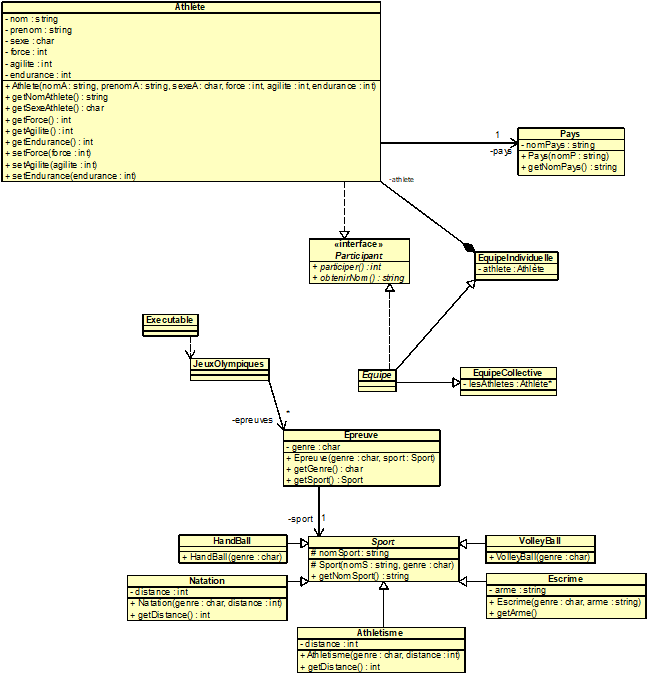 Athlète
- nom : string
- prenom : string
- sexe : char
- force : int
- agilite : int
- endurance : int
+ Athlete(nomA : string, prenomA : string, sexeA : char, force : int, agilite : int, endurance : int)
+ getNomAthlete() : string
+ getSexeAthlete() : char
+ getForce() : int
+ getAgilite() : int
+ getEndurance() : int
+ setForce(force : int)
+ setAgilite(agilite : int)
+ setEndurance(endurance : int)
1
-pays
Pays
- nomPays : string
+ Pays(nomP : string)
+ getNomPays() : string
-athlete
«interface»
Participant
+ participer() : int
+ obtenirNom() : string
EquipeIndividuelle
- athlete : Athlète
Executable
JeuxOlympiques
Equipe
EquipeCollective
- lesAthletes : Athlète*
-epreuves
*
Epreuve
- genre : char
+ Epreuve(genre : char, sport : Sport)
+ getGenre() : char
+ getSport() : Sport
-sport
1
HandBall
+ HandBall(genre : char)
Sport
# nomSport : string
# Sport(nomS : string, genre : char)
+ getNomSport() : string
VolleyBall
+ VolleyBall(genre : char)
Natation
- distance : int
+ Natation(genre : char, distance : int)
+ getDistance() : int
Escrime
- arme : string
+ Escrime(genre : char, arme : string)
+ getArme()
Athletisme
- distance : int
+ Athletisme(genre : char, distance : int)
+ getDistance() : int